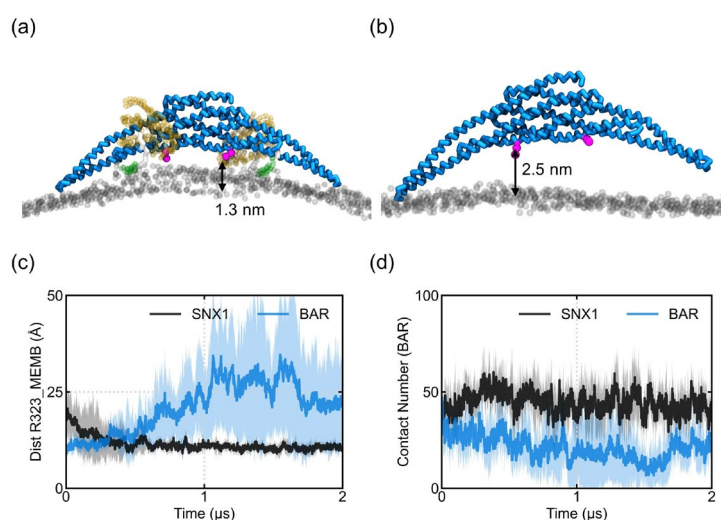 (a)
(b)
1.3 nm
2.5 nm
(c)
(d)
50
SNX1
BAR
25
0
Dist R323_MEMB (Å)
0
1
2
Time (µs)
100
SNX1
BAR
50
0
Contact Number (BAR)
0
1
2
Time (µs)